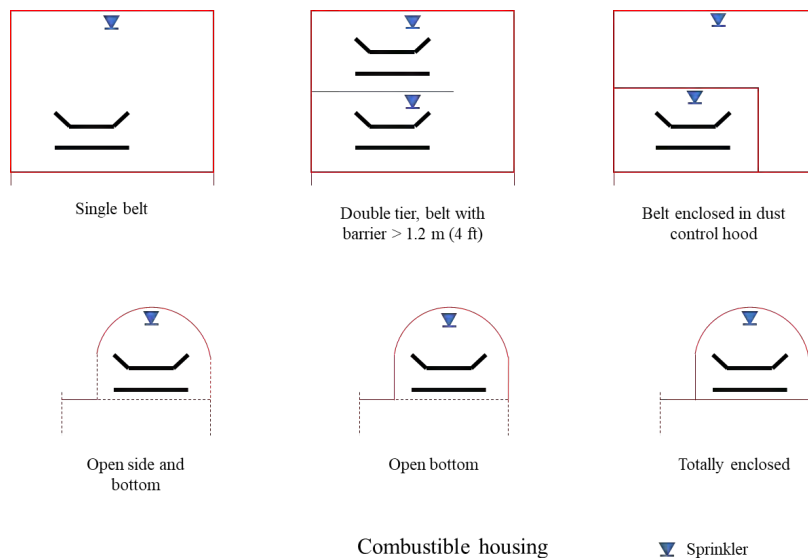 Single belt
Double tier, belt with
barrier > 1.2 m (4 ft)
Belt enclosed in dust
control hood
Open side and
bottom
Open bottom
Totally enclosed
Combustible housing
Sprinkler